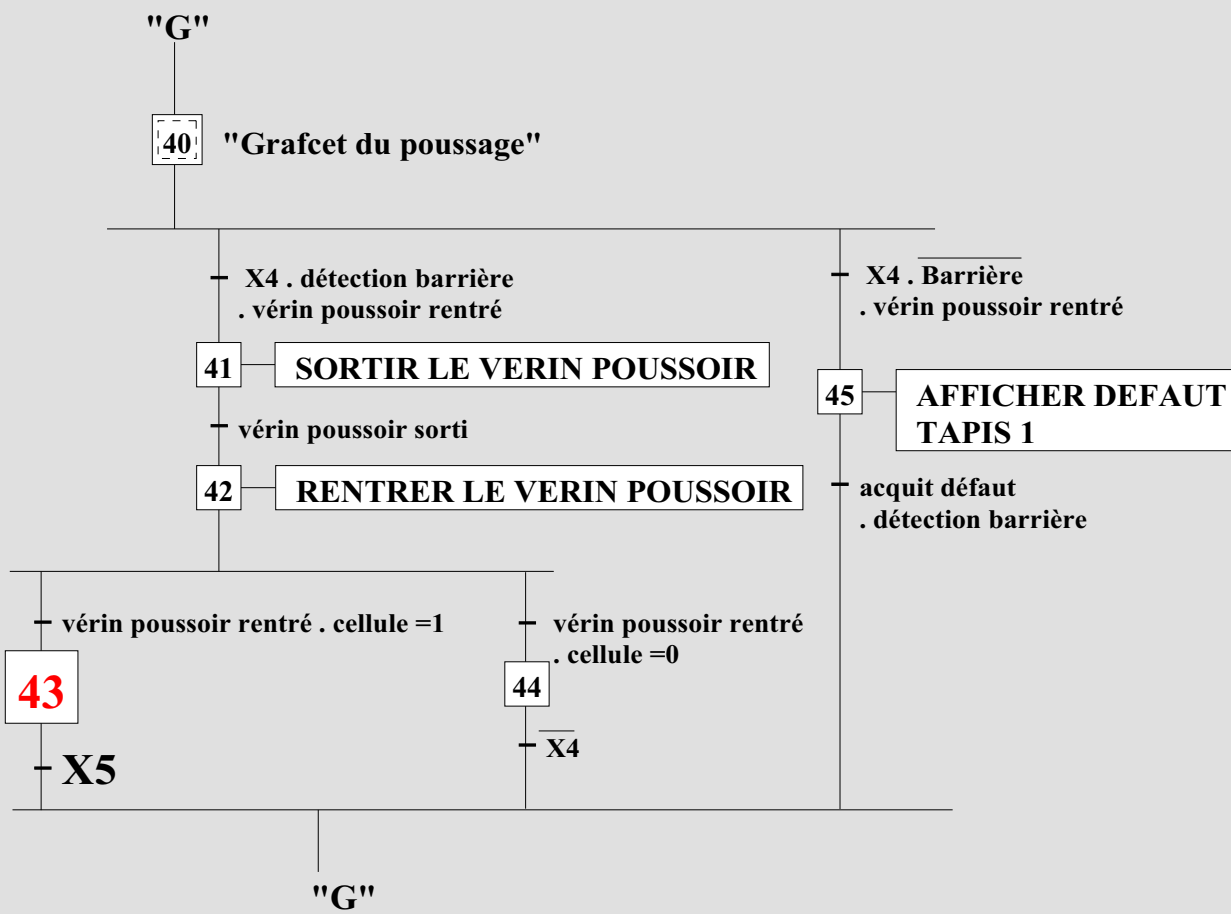 "G"
40 "Grafcet du poussage"
X4 . détection barrière
. vérin poussoir rentré
X4 . Barrière
. vérin poussoir rentré
41 SORTIR LE VERIN POUSSOIR
45 AFFICHER DEFAUT
TAPIS 1
vérin poussoir sorti
42 RENTRER LE VERIN POUSSOIR
acquit défaut
. détection barrière
vérin poussoir rentré . cellule =1
vérin poussoir rentré
. cellule =0
43
44
X4
X5
"G"